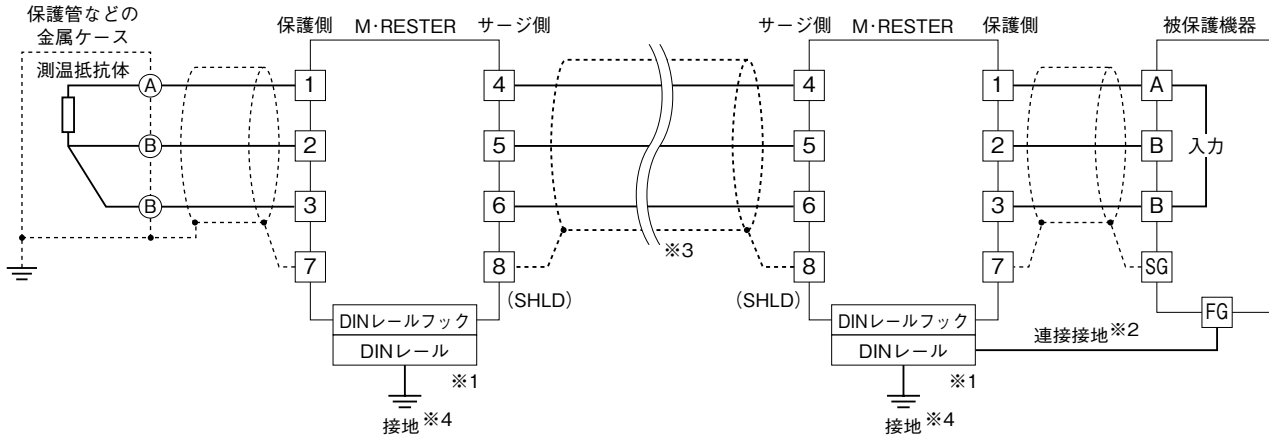 保護管などの
金属ケース
測温抵抗体
A
B
B
保護側 M·RESTER サージ側
1
2
3
7
4
5
6
8
(SHLD)
DINレールフック
DINレール
※1
接地※4
※3
サージ側 M·RESTER 保護側
4
5
6
8
(SHLD)
1
2
3
7
DINレールフック
DINレール
※1
接地※4
連接接地※2
被保護機器
A
B
B
SG
FG
入力